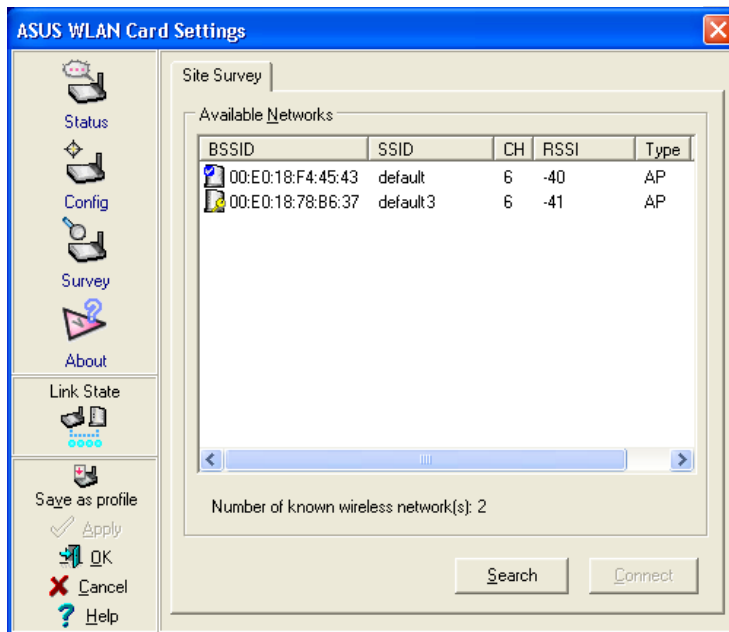 ASUS WLAN Card Settings
Status
Config
Survey
About
Link State
Save as profile
Apply
OK
Cancel
Help
Site Survey
Available Networks
BSSID SSID CH RSSI Type
00:E0:18:F4:45:43 default 6 -40 AP
00:E0:18:78:B6:37 default3 6 -41 AP
Number of known wireless network(s): 2
Search
Connect